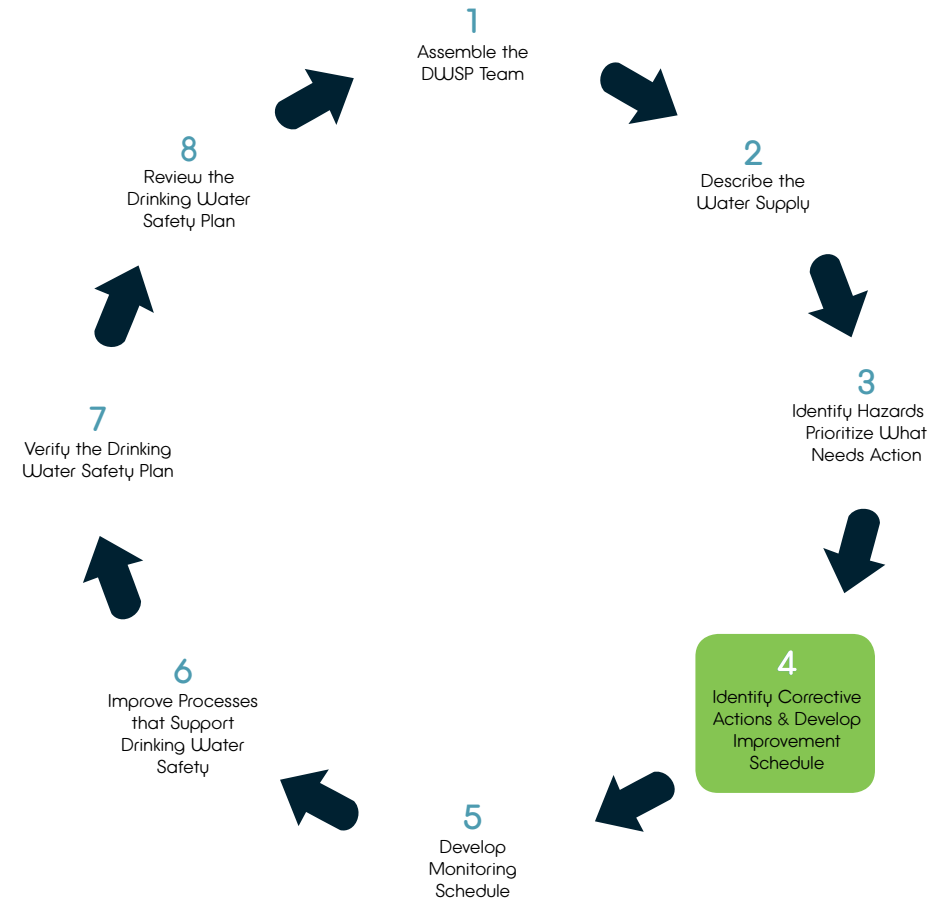 1
Assemble the
DWSP Team
2
Describe the
Water Supply
3
Identify Hazards
Prioritize What
Needs Action
4
Identify Corrective
Actions & Develop
Improvement
Schedule
5
Develop
Monitoring
Schedule
6
Improve Processes
that Support
Drinking Water
Safety
7
Verify the Drinking
Water Safety Plan
8
Review the
Drinking Water
Safety Plan